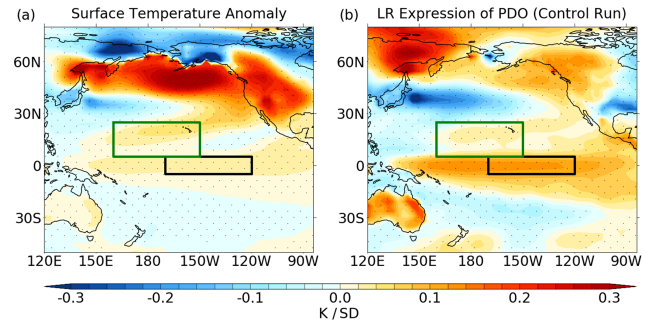 (a) Surface Temperature Anomaly
(b) LR Expression of PDO (Control Run)
60N
30N
0
30S
120E 150E 180 150W 120W
60N
30N
0
30S
120E 150E 180 150W 120W
-0.3 -0.2 -0.1 0.0 0.1 0.2 0.3
K / SD